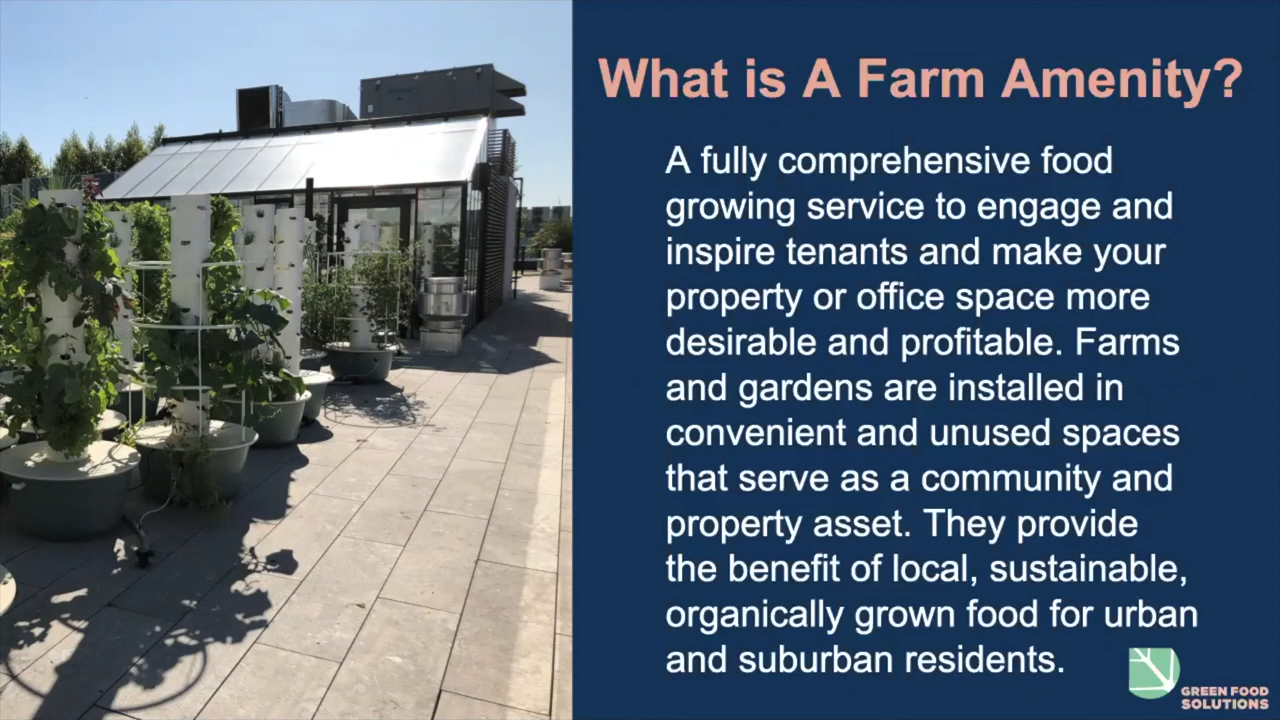 What is A Farm Amenity?
A fully comprehensive food
growing service to engage and
inspire tenants and make your
property or office space more
desirable and profitable. Farms
and gardens are installed in
convenient and unused spaces
that serve as a community and
property asset. They provide
the benefit of local, sustainable,
organically grown food for urban
and suburban residents.
GREEN FOOD
SOLUTIONS